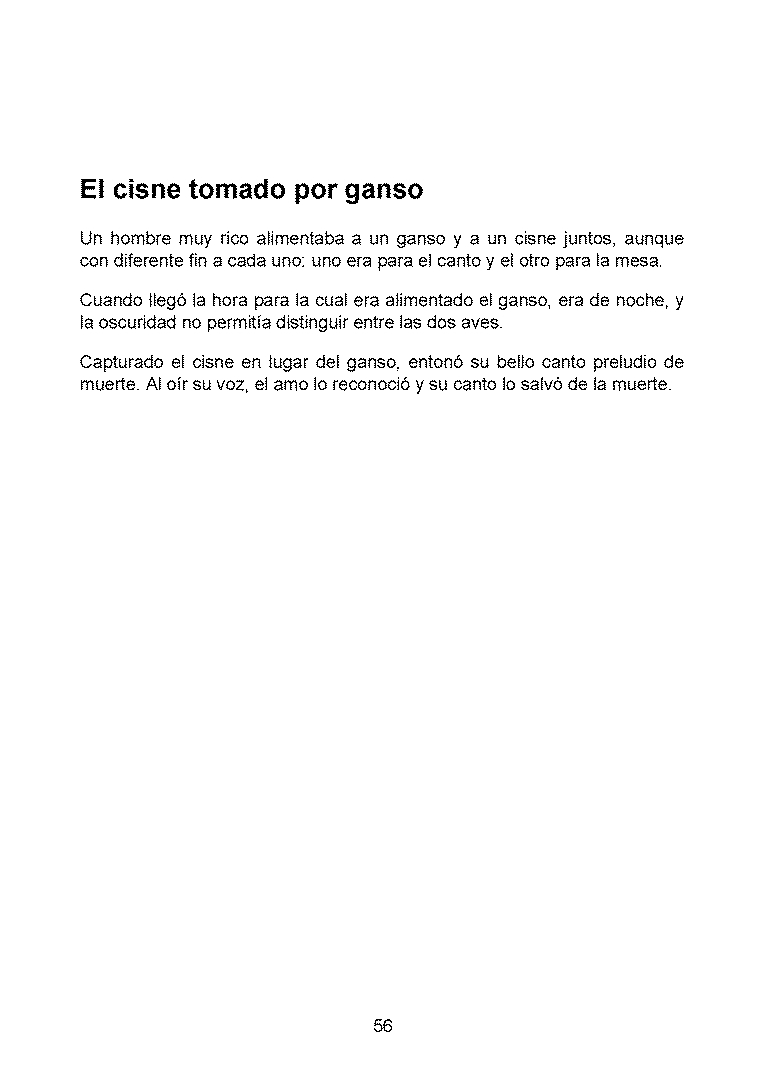 El cisne tomado por ganso
Un hombre muy rico alimentaba a un ganso y a un cisne juntos, aunque
con diferente fin a cada uno: uno era para el canto y el otro para la mesa.
Cuando llegó la hora para la cual era alimentado el ganso, era de noche, y
la oscuridad no permitía distinguir entre las dos aves.
Capturado el cisne en lugar del ganso, entonó su bello canto preludio de
muerte. Al oír su voz, el amo lo reconoció y su canto lo salvó de la muerte.
56